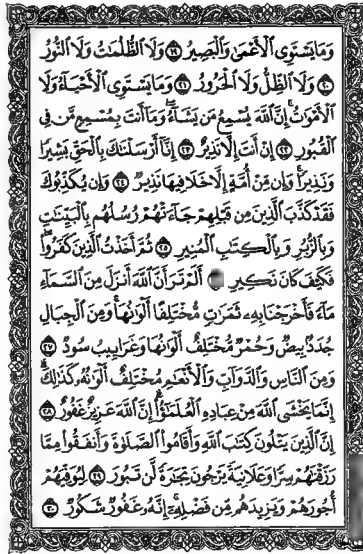 وَمَا يَسْتَوِى ٱلْأَعْمَىٰ وَٱلْبَصِيرُ ١٩ وَلَا ٱلظُّلُمَـٰتُ وَلَا ٱلنُّورُ
٢٠ وَلَا ٱلظِّلُّ وَلَا ٱلْحَرُورُ ٢١ وَمَا يَسْتَوِى ٱلْأَحْيَآءُ وَلَا
ٱلْأَمْوَٰتُ ۚ إِنَّ ٱللَّهَ يُسْمِعُ مَن يَشَآءُ ۖ وَمَآ أَنتَ بِمُسْمِعٍ مَّن فِى
ٱلْقُبُورِ ٢٢ إِنْ أَنتَ إِلَّا نَذِيرٌ ٢٣ إِنَّآ أَرْسَلْنَـٰكَ بِٱلْحَقِّ بَشِيرًا
وَنَذِيرًا ۚ وَإِن مِّنْ أُمَّةٍ إِلَّا خَلَا فِيهَا نَذِيرٌ ٢٤ وَإِن يُكَذِّبُوكَ
فَقَدْ كَذَّبَ ٱلَّذِينَ مِن قَبْلِهِمْ جَآءَتْهُمْ رُسُلُهُم بِٱلْبَيِّنَـٰتِ
وَبِٱلزُّبُرِ وَبِٱلْكِتَـٰبِ ٱلْمُنِيرِ ٢٥ ثُمَّ أَخَذْتُ ٱلَّذِينَ كَفَرُوا۟ ۖ
فَكَيْفَ كَانَ نَكِيرِ أَلَمْ تَرَ أَنَّ ٱللَّهَ أَنزَلَ مِنَ ٱلسَّمَآءِ
مَآءً فَأَخْرَجْنَا بِهِۦ ثَمَرَٰتٍ مُّخْتَلِفًا أَلْوَٰنُهَا ۚ وَمِنَ ٱلْجِبَالِ
جُدَدٌۢ بِيضٌ وَحُمْرٌ مُّخْتَلِفٌ أَلْوَٰنُهَا وَغَرَابِيبُ سُودٌ ٢٧
وَمِنَ ٱلنَّاسِ وَٱلدَّوَآبِّ وَٱلْأَنْعَـٰمِ مُخْتَلِفٌ أَلْوَٰنُهُۥ كَذَٰلِكَ ۗ
إِنَّمَا يَخْشَى ٱللَّهَ مِنْ عِبَادِهِ ٱلْعُلَمَـٰٓؤُا۟ ۗ إِنَّ ٱللَّهَ عَزِيزٌ غَفُورٌ ٢٨
إِنَّ ٱلَّذِينَ يَتْلُونَ كِتَـٰبَ ٱللَّهِ وَأَقَامُوا۟ ٱلصَّلَوٰةَ وَأَنفَقُوا۟ مِمَّا
رَزَقْنَـٰهُمْ سِرًّا وَعَلَانِيَةً يَرْجُونَ تِجَـٰرَةً لَّن تَبُورَ ٢٩ لِيُوَفِّيَهُمْ
أُجُورَهُمْ وَيَزِيدَهُم مِّن فَضْلِهِۦٓ ۚ إِنَّهُۥ غَفُورٌ شَكُورٌ ٣٠